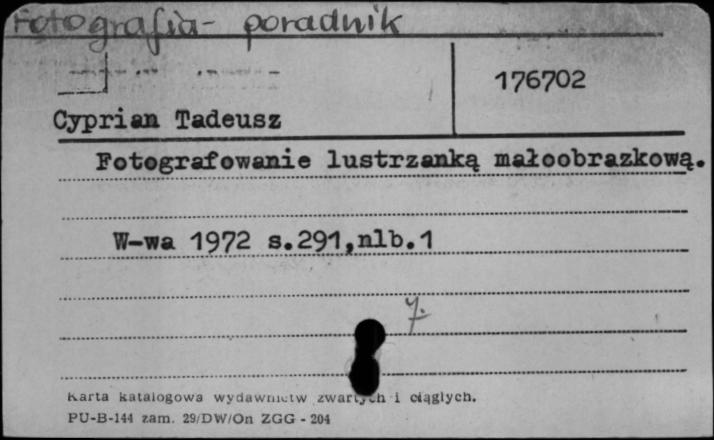 Fotografia - poradnik
176702
Cyprian Tadeusz
Fotografowanie lustrzanką małoobrazkową.
W-wa 1972 s.291,nlb.1
Karta katalogowa wydawnictw zwartych i ciągłych.
PU-B-144 zam. 29/DW/On ZGG - 204